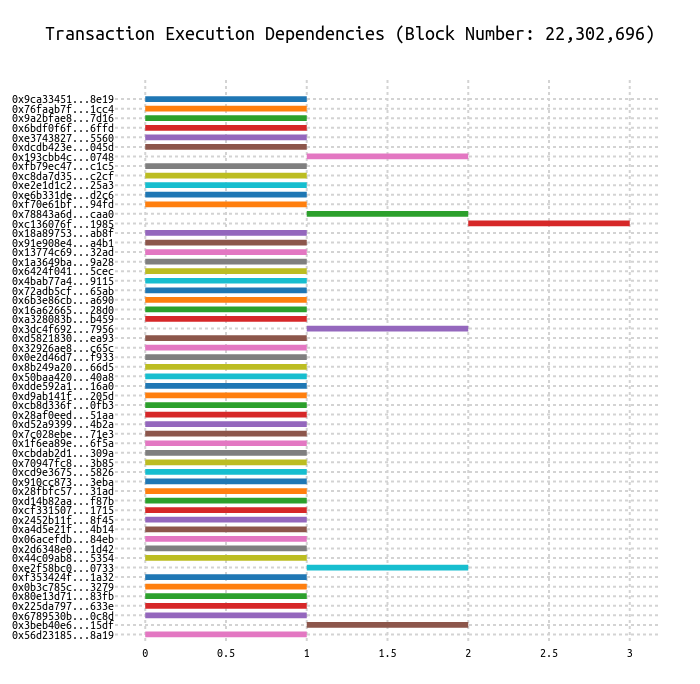 Transaction Execution Dependencies (Block Number: 22,302,696)
0x9ca33451...8e19
0x76faab7f...1cc4
0x9a2bfae8...7d16
0x6bdf0f6f...6ffd
0xe3743827...5560
0xdcdb423e...045d
0x193cbb4c...0748
0xfb79ec47...c1c5
0xc8da7d35...c2cf
0xe2e1d1c2...25a3
0xe6b331de...d2c6
0xf70e61bf...94fd
0x78843a6d...caa0
0xc136076f...1985
0x18a89753...ab8f
0x91e908e4...a4b1
0x13774c69...32ad
0x1a3649ba...9a28
0x6424f041...5cec
0x4bab77a4...9115
0x72adb5cf...65ab
0x6b3e86cb...a690
0x16a62665...28d0
0xa328083b...b459
0x3dc4f692...7956
0xd5821830...ea93
0x32926ae8...c65c
0x0e2d46d7...f933
0x8b249a20...66d5
0x50baa420...40a8
0xdde592a1...16a0
0xd9ab141f...205d
0xcb8d336f...0fb3
0x28af0eed...51aa
0xd52a9399...4b2a
0x7c028ebe...71e3
0x1f6ea89e...6f5a
0xcbdab2d1...309a
0x70947fc8...3b85
0xcd9e3675...5826
0x910cc873...3eba
0x28fbfc57...31ad
0xd14b82aa...f87b
0xcf331507...1715
0x2452b11f...8f45
0xa4d5e21f...4b14
0x06acefdb...84eb
0x2d6348e0...1d42
0x44c09ab8...5354
0xe2f58bc0...0733
0xf353424f...1a32
0x0b3c785c...3279
0x80e13d71...83fb
0x225da797...633e
0x6789530b...0c8d
0x3beb40e6...15df
0x56d23185...8a19
0 0.5 1 1.5 2 2.5 3